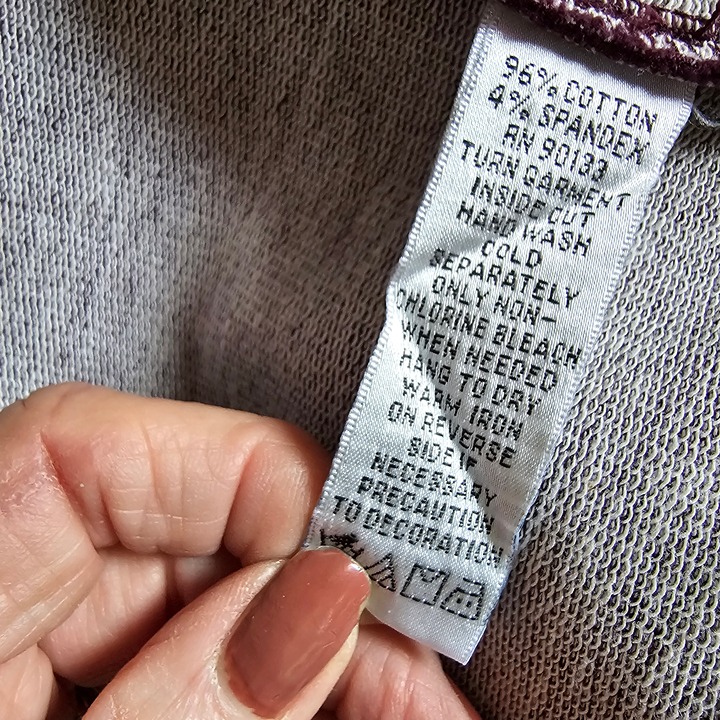 96% COTTON
4% SPANDEX
RN 90133
TURN GARMENT
INSIDE OUT
HAND WASH
COLD
SEPARATELY
ONLY NON-
CHLORINE BLEACH
WHEN NEEDED
HANG TO DRY
WARM IRON
ON REVERSE
SIDE IF
NECESSARY
PRECAUTION
TO DECORATION